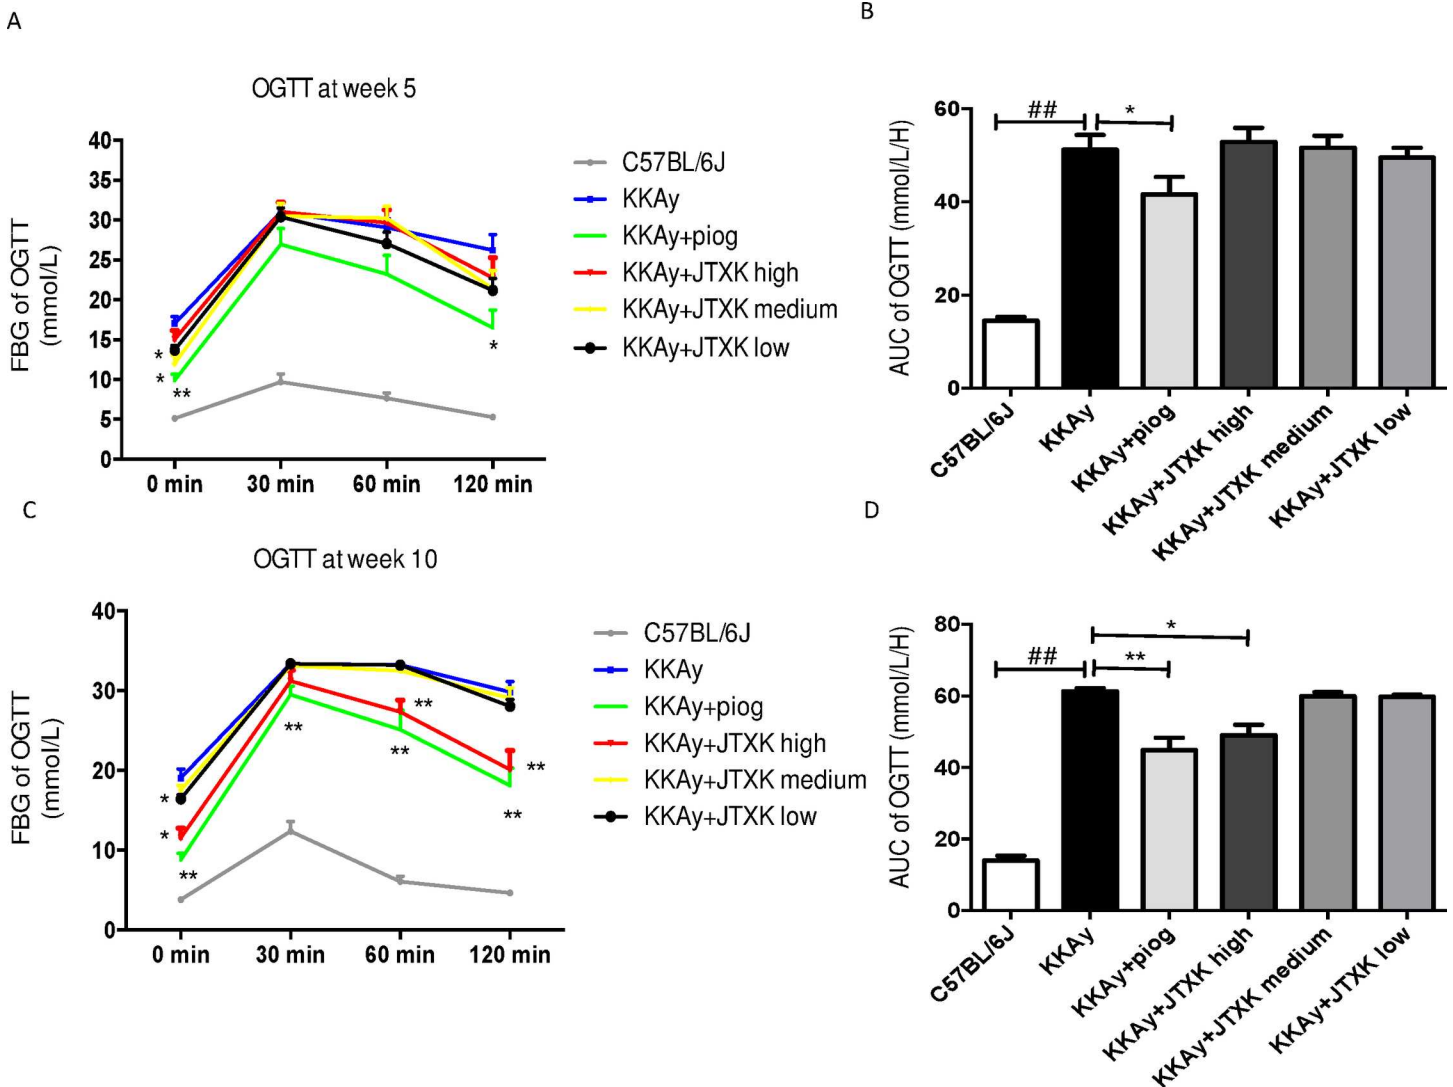 A
OGTT at week 5
FBG of OGTT
(mmol/L)
40
35
30
25
20
15
10
5
0
*
*
**
*
0 min
30 min
60 min
120 min
C57BL/6J
KKAy
KKAy+piog
KKAy+JTXK high
KKAy+JTXK medium
KKAy+JTXK low
B
AUC of OGTT (mmol/L/H)
60
40
20
0
##
*
C57BL/6J
KKAy
KKAy+piog
KKAy+JTXK high
KKAy+JTXK medium
KKAy+JTXK low
C
OGTT at week 10
FBG of OGTT
(mmol/L)
40
30
20
10
0
*
*
**
**
**
**
**
**
0 min
30 min
60 min
120 min
C57BL/6J
KKAy
KKAy+piog
KKAy+JTXK high
KKAy+JTXK medium
KKAy+JTXK low
D
AUC of OGTT (mmol/L/H)
80
60
40
20
0
##
**
*
C57BL/6J
KKAy
KKAy+piog
KKAy+JTXK high
KKAy+JTXK medium
KKAy+JTXK low